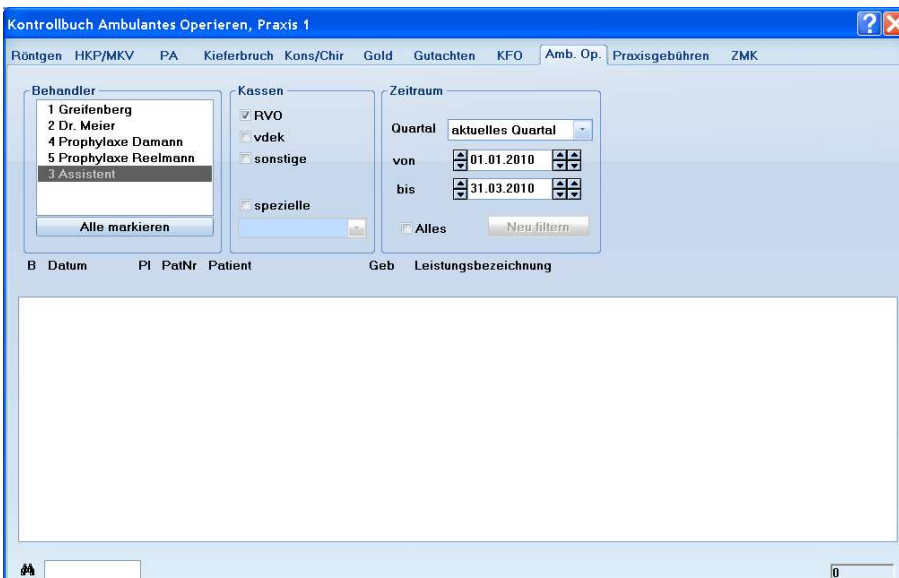 Kontrollbuch Ambulantes Operieren, Praxis 1
Röntgen HKP/MKV PA Kieferbruch Kons/Chir Gold Gutachten KFO Amb. Op. Praxisgebühren ZMK
Behandler
1 Greifenberg
2 Dr. Meier
4 Prophylaxe Damann
5 Prophylaxe Reelmann
3 Assistent
Alle markieren
Kassen
RVO
vdek
sonstige
spezielle
Zeitraum
Quartal aktuelles Quartal
von 01.01.2010
bis 31.03.2010
Alles Neu filtern
B Datum Pl PatNr Patient Geb Leistungsbezeichnung
0